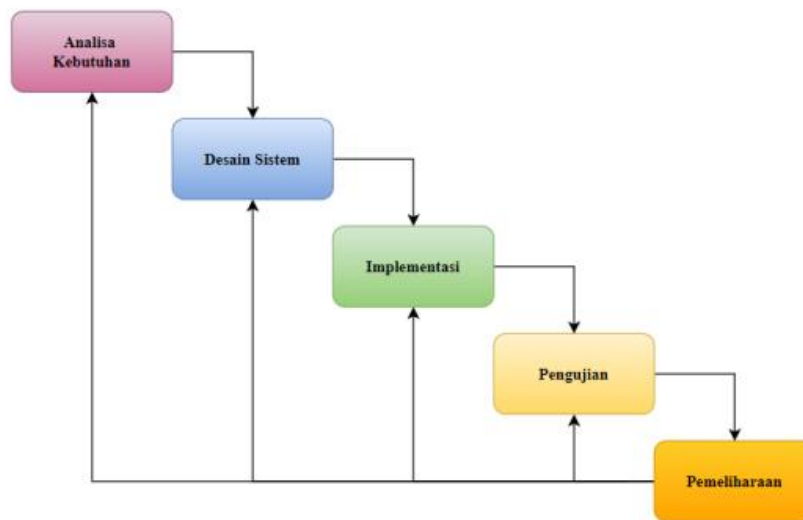 Analisa
Kebutuhan
Desain Sistem
Implementasi
Pengujian
Pemeliharaan